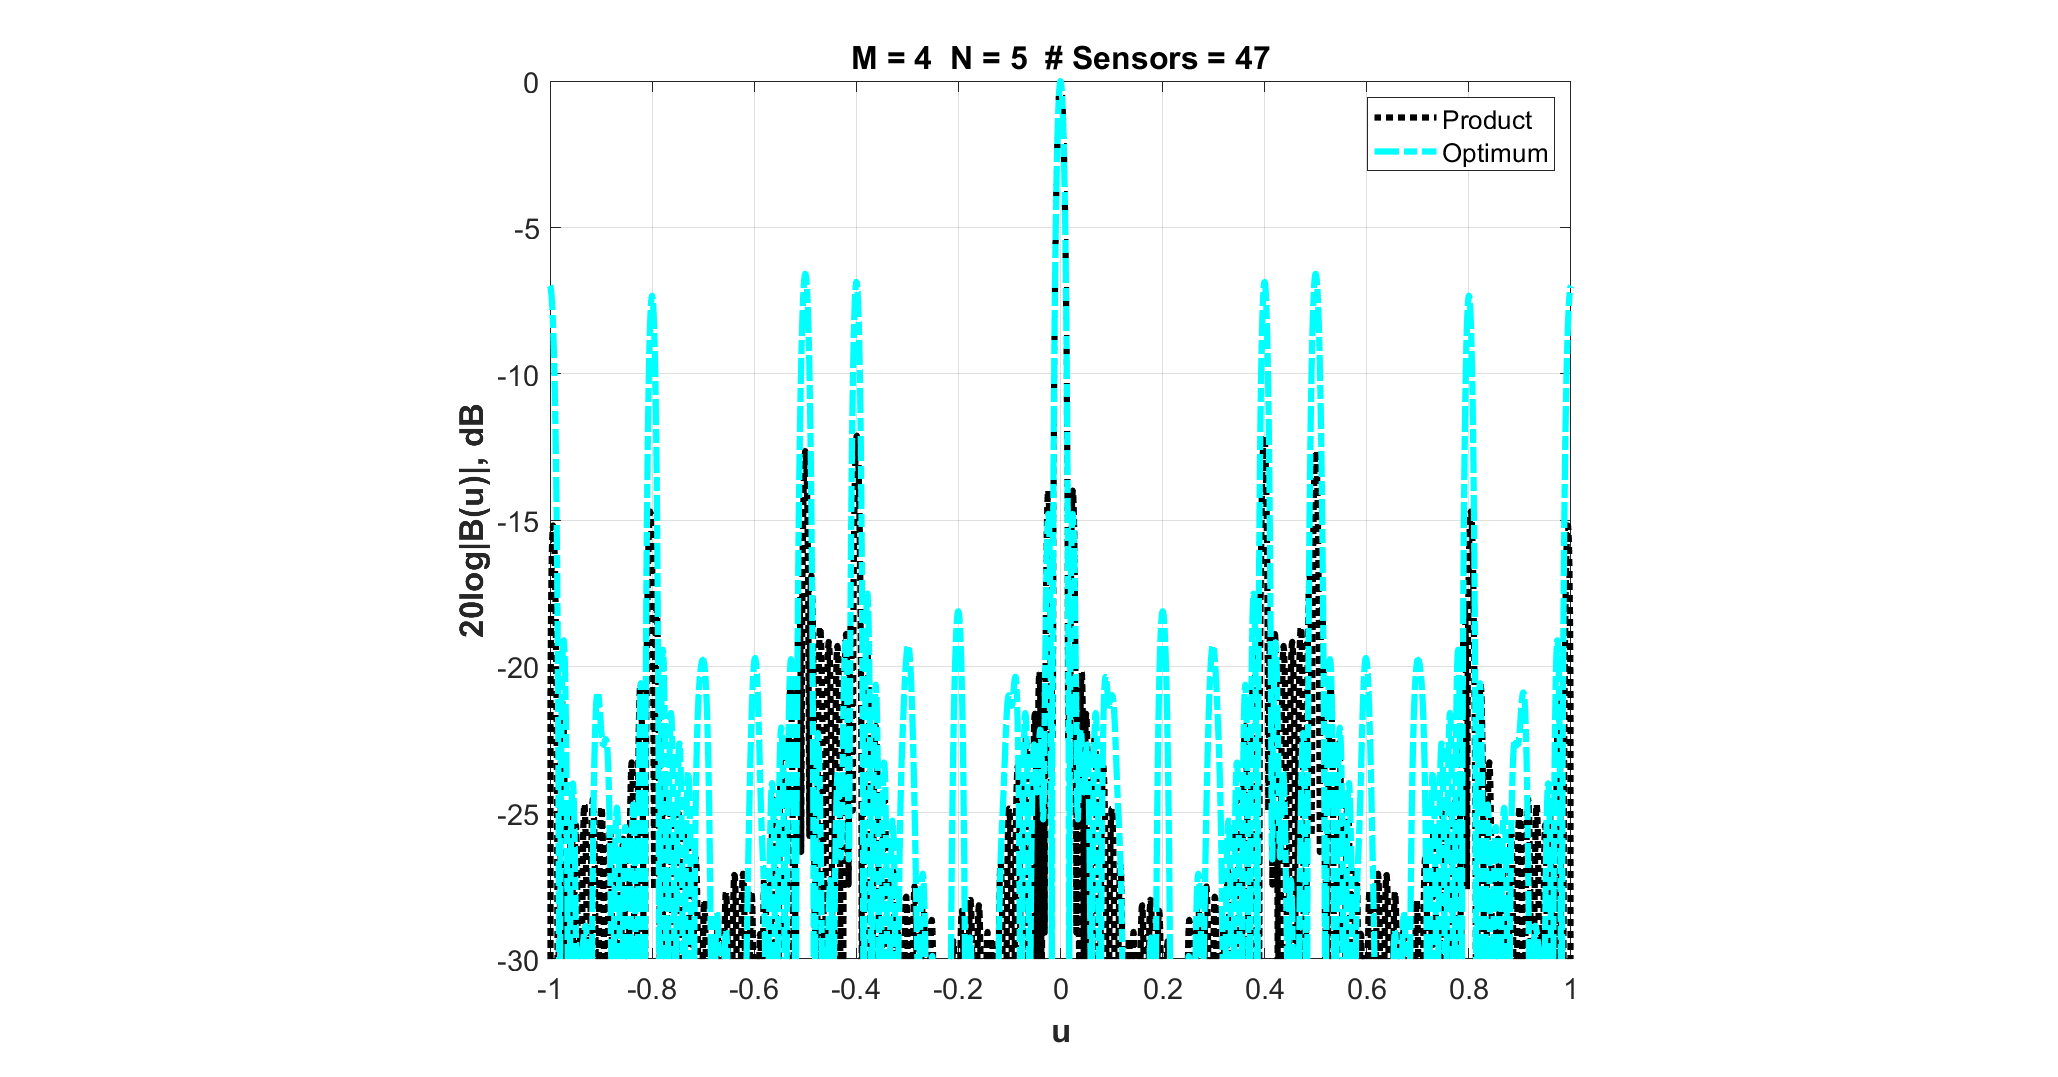 M = 4 N = 5 # Sensors = 47
Product
Optimum
20log|B(u)|, dB
0
-5
-10
-15
-20
-25
-30
-1 -0.8 -0.6 -0.4 -0.2 0 0.2 0.4 0.6 0.8 1
u